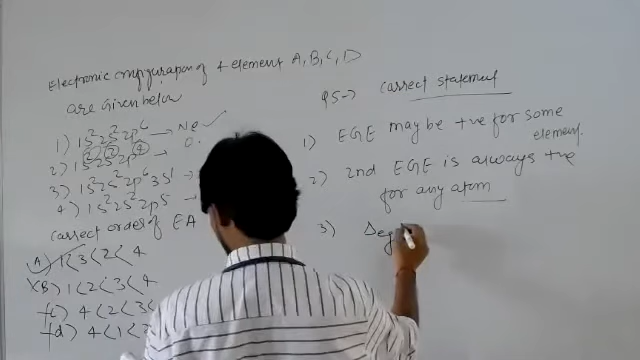 Electronic configuration of 4 element A, B, C, D
are given below
1) 1s² 2s² 2p⁶ → Ne ✓
2) 1s² 2s² 2p⁴ → O.
3) 1s² 2s² 2p⁶ 3s¹ →
4) 1s² 2s² 2p⁵ →
Correct order of EA
A) 1 < 3 < 2 < 4
B) 1 < 2 < 3 < 4
c) 4 < 2 < 3 <
d) 4 < 1 < 2
Q5→ Correct statement
1) EGE may be +ve for some
element.
2) 2nd EGE is always +ve
for any atom
3) Δeg